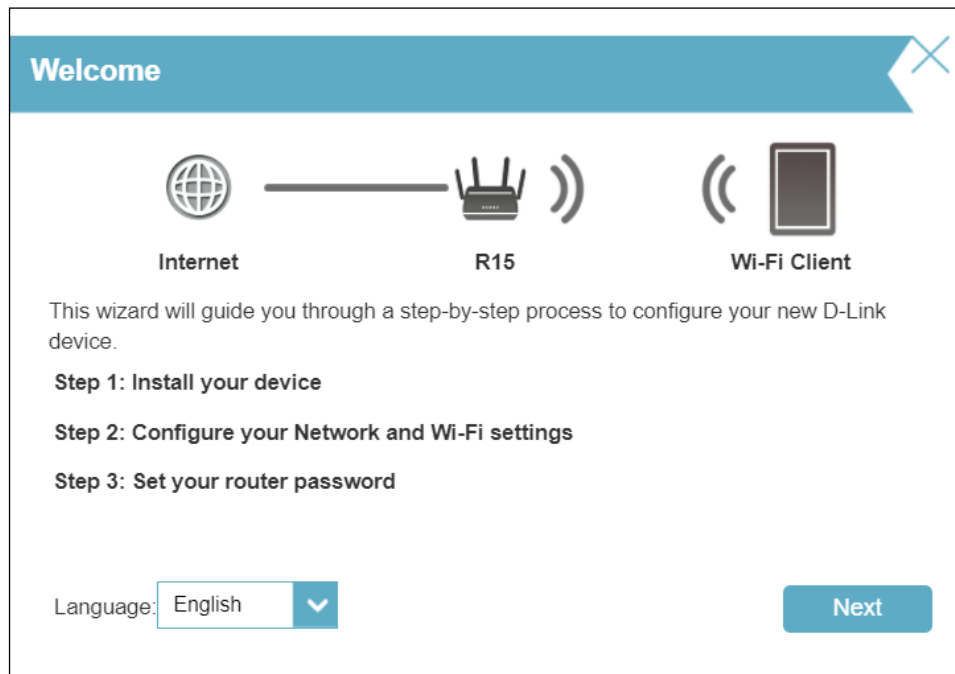 Welcome
Internet
R15
Wi-Fi Client
This wizard will guide you through a step-by-step process to configure your new D-Link
device.
Step 1: Install your device
Step 2: Configure your Network and Wi-Fi settings
Step 3: Set your router password
Language: English
Next